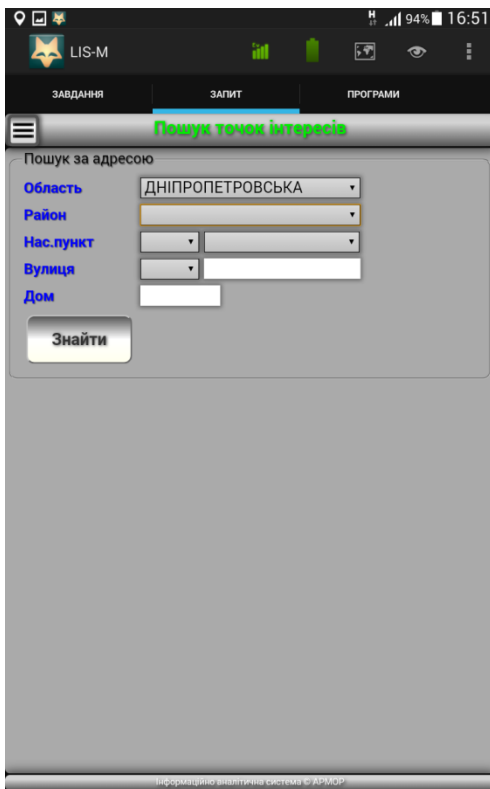 H 94% 16:51
LIS-M
ЗАВДАННЯ ЗАПИТ ПРОГРАМИ
Пошук точок інтересів
Пошук за адресою
Область ДНІПРОПЕТРОВСЬКА
Район
Нас.пункт
Вулиця
Дом
Знайти
Інформаційно аналітична система © АРМОР